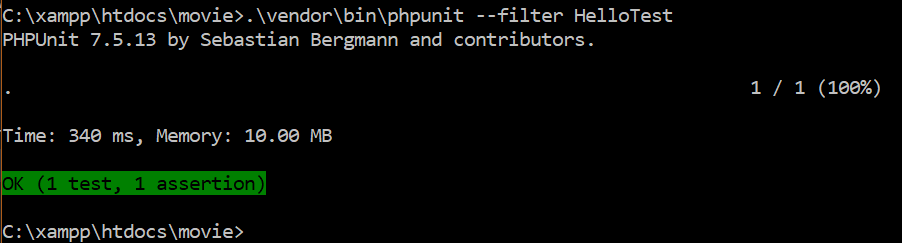 C:\xampp\htdocs\movie>.\vendor\bin\phpunit --filter HelloTest
PHPUnit 7.5.13 by Sebastian Bergmann and contributors.
. 1 / 1 (100%)
Time: 340 ms, Memory: 10.00 MB
OK (1 test, 1 assertion)
C:\xampp\htdocs\movie>